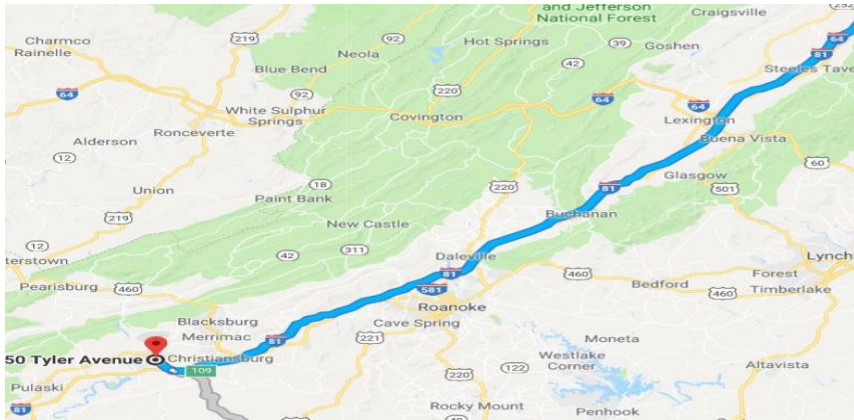 and Jefferson
National Forest
Craigsville
252
Charmco
Rainelle
219
92
Neola
Hot Springs
39
Goshen
64
81
Blue Bend
42
Steeles Tave
220
64
92
White Sulphur
Springs
Covington
64
64
Lexington
Ronceverte
Alderson
Buena Vista
12
60
18
220
81
Glasgow
Union
Paint Bank
501
219
New Castle
Buchanan
12
311
42
Daleville
Lynch
terstown
81
460
Forest
Pearisburg
460
581
Bedford
460
Timberlake
Roanoke
Blacksburg
Cave Spring
Merrimac
81
221
Moneta
50 Tyler Avenue
Christiansburg
Westlake
Corner
109
122
220
Altavista
Pulaski
81
Rocky Mount
Penhook